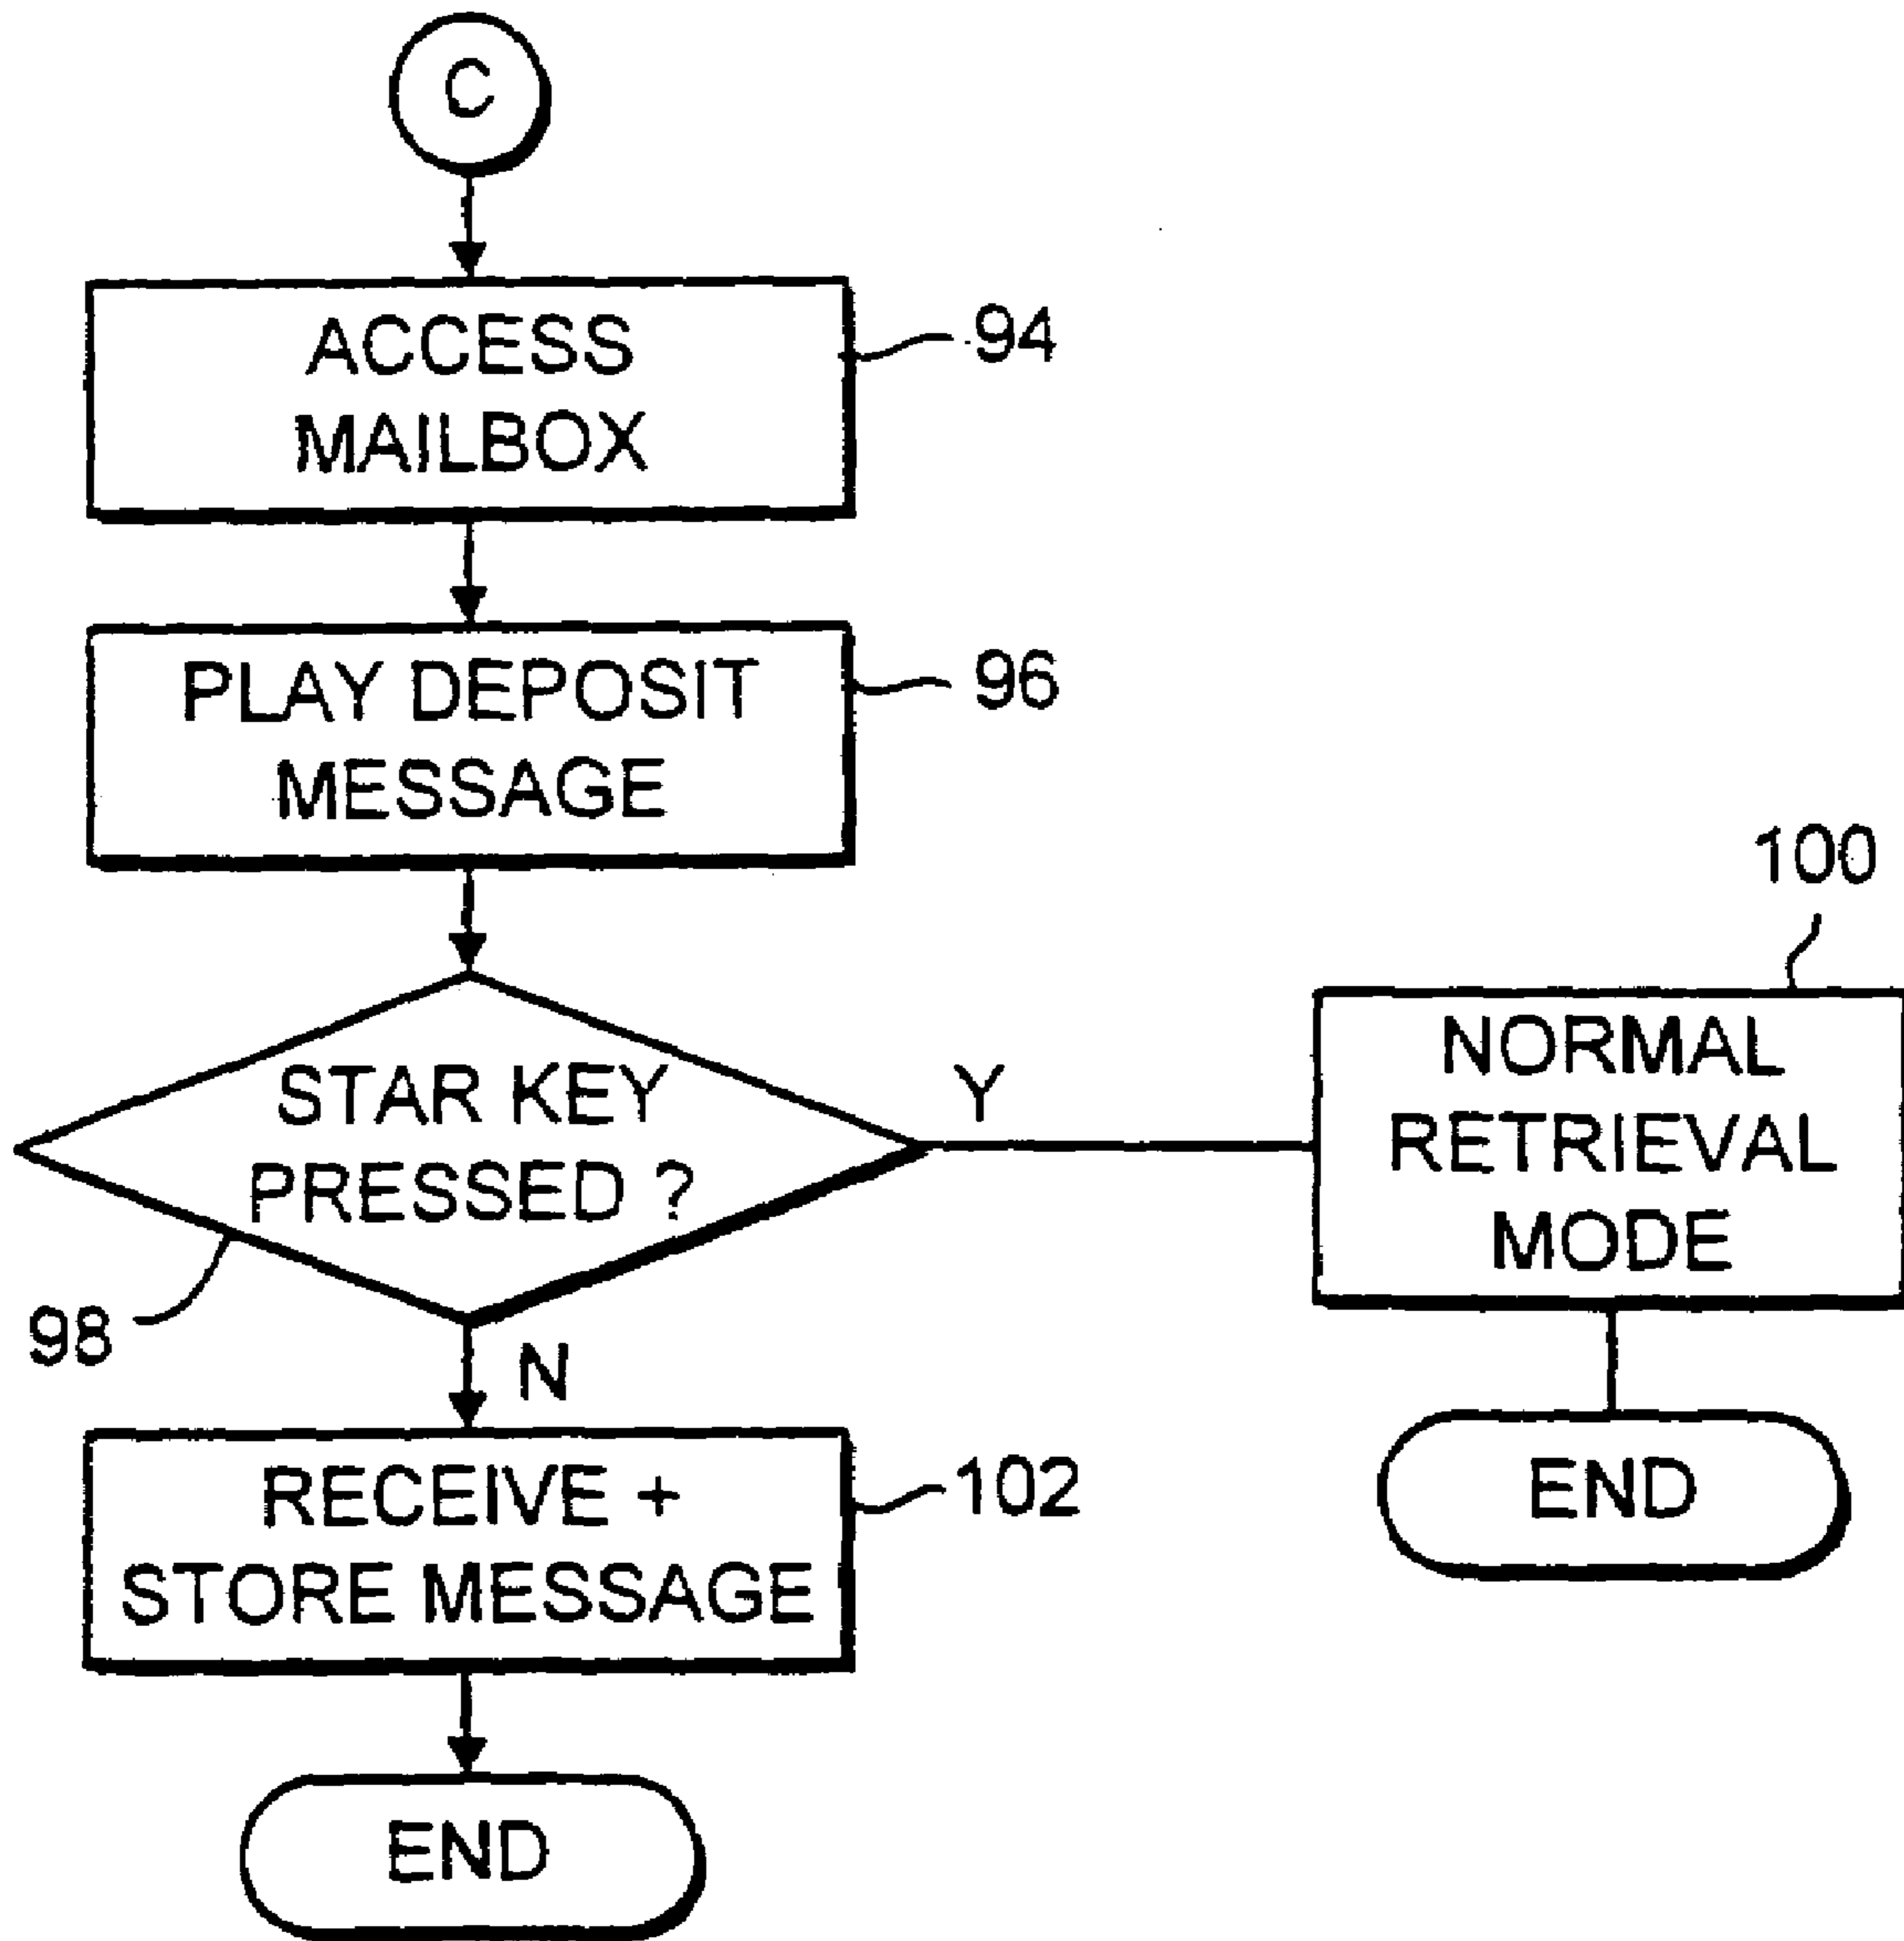 C
ACCESS
MAILBOX
94
PLAY DEPOSIT
MESSAGE
96
STAR KEY
PRESSED ?
98
Y
N
100
NORMAL
RETRIEVAL
MODE
END
RECEIVE +
STORE MESSAGE
102
END